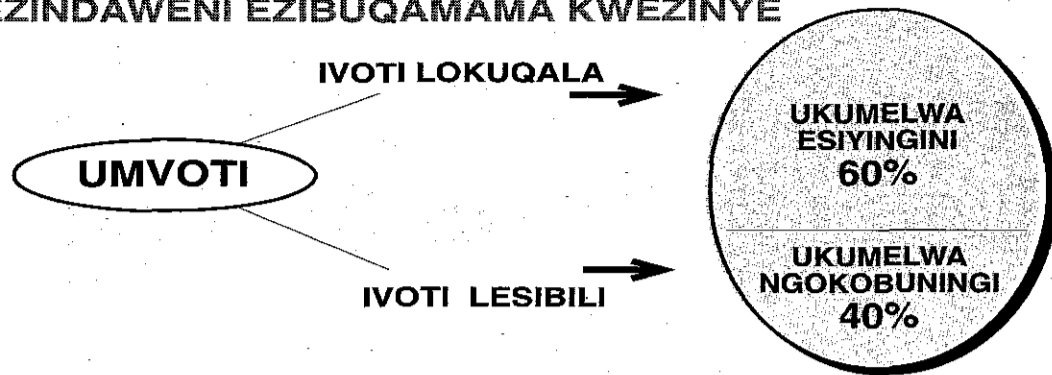 EZINDAWENI EZIBUQAMAMA KWEZINYE
IVOTI LOKUQALA
UMVOTI
IVOTI LESIBILI
UKUMELWA
ESIYINGINI
60%
UKUMELWA
NGOKOBUNINGI
40%